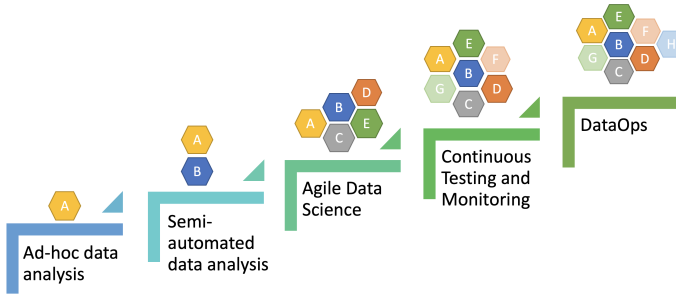 A
Ad-hoc data
analysis
A
B
Semi-
automated
data analysis
D
B
A
E
C
Agile Data
Science
E
A
F
B
G
D
C
Continuous
Testing and
Monitoring
E
A
F
B
H
G
D
C
DataOps